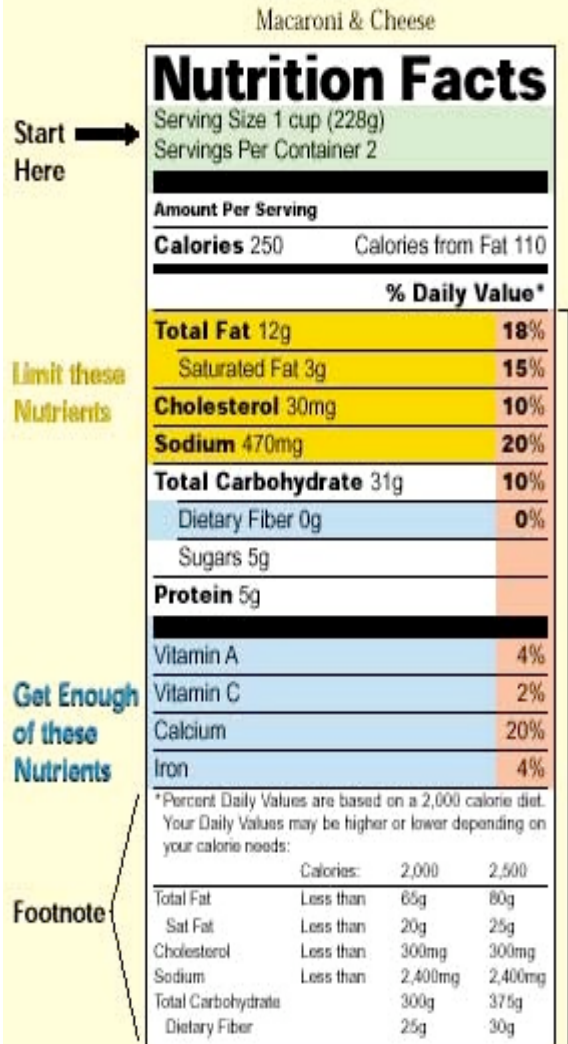 Macaroni & Cheese
Nutrition Facts
Start Here
Serving Size 1 cup (228g)
Servings Per Container 2
Amount Per Serving
Calories 250 Calories from Fat 110
% Daily Value*
Limit these
Nutrients
Total Fat 12g 18%
Saturated Fat 3g 15%
Cholesterol 30mg 10%
Sodium 470mg 20%
Total Carbohydrate 31g 10%
Dietary Fiber 0g 0%
Sugars 5g
Protein 5g
Get Enough
of these
Nutrients
Vitamin A 4%
Vitamin C 2%
Calcium 20%
Iron 4%
Footnote
*Percent Daily Values are based on a 2,000 calorie diet.
Your Daily Values may be higher or lower depending on
your calorie needs:
Calories: 2,000 2,500
Total Fat Less than 65g 80g
Sat Fat Less than 20g 25g
Cholesterol Less than 300mg 300mg
Sodium Less than 2,400mg 2,400mg
Total Carbohydrate 300g 375g
Dietary Fiber 25g 30g